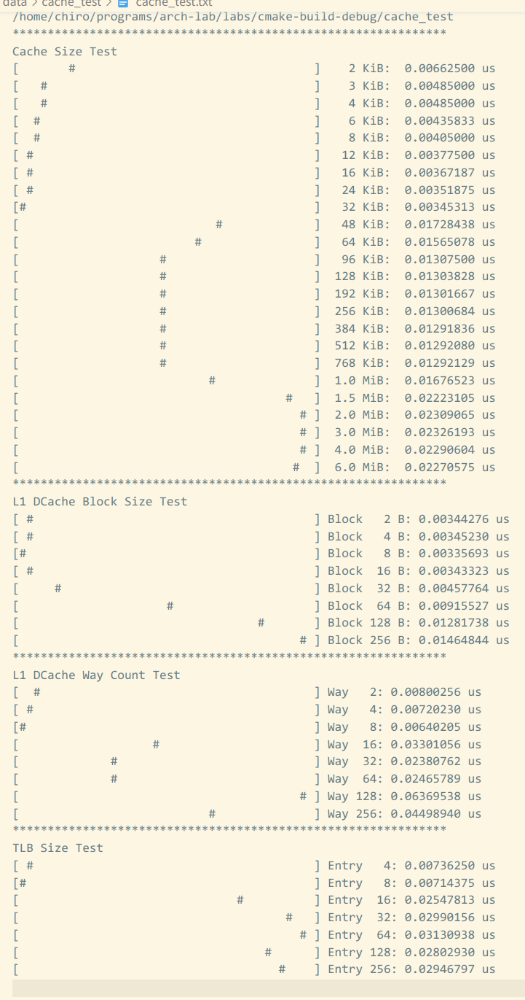 data > cache_test > cache_test.txt
/home/chiro/programs/arch-lab/labs/cmake-build-debug/cache_test
**************************************************************
Cache Size Test
[       #                                  ]    2 KiB:  0.00662500 us
[   #                                      ]    3 KiB:  0.00485000 us
[   #                                      ]    4 KiB:  0.00485000 us
[  #                                       ]    6 KiB:  0.00435833 us
[  #                                       ]    8 KiB:  0.00405000 us
[ #                                        ]   12 KiB:  0.00377500 us
[ #                                        ]   16 KiB:  0.00367187 us
[ #                                        ]   24 KiB:  0.00351875 us
[#                                         ]   32 KiB:  0.00345313 us
[                            #             ]   48 KiB:  0.01728438 us
[                         #                ]   64 KiB:  0.01565078 us
[                    #                     ]   96 KiB:  0.01307500 us
[                    #                     ]  128 KiB:  0.01303828 us
[                    #                     ]  192 KiB:  0.01301667 us
[                    #                     ]  256 KiB:  0.01300684 us
[                    #                     ]  384 KiB:  0.01291836 us
[                    #                     ]  512 KiB:  0.01292080 us
[                    #                     ]  768 KiB:  0.01292129 us
[                           #              ]  1.0 MiB:  0.01676523 us
[                                      #   ]  1.5 MiB:  0.02223105 us
[                                        # ]  2.0 MiB:  0.02309065 us
[                                        # ]  3.0 MiB:  0.02326193 us
[                                        # ]  4.0 MiB:  0.02290604 us
[                                       #  ]  6.0 MiB:  0.02270575 us
**************************************************************
L1 DCache Block Size Test
[ #                                        ] Block   2 B: 0.00344276 us
[ #                                        ] Block   4 B: 0.00345230 us
[#                                         ] Block   8 B: 0.00335693 us
[ #                                        ] Block  16 B: 0.00343323 us
[     #                                    ] Block  32 B: 0.00457764 us
[                     #                    ] Block  64 B: 0.00915527 us
[                                  #       ] Block 128 B: 0.01281738 us
[                                        # ] Block 256 B: 0.01464844 us
**************************************************************
L1 DCache Way Count Test
[  #                                       ] Way   2: 0.00800256 us
[ #                                        ] Way   4: 0.00720230 us
[#                                         ] Way   8: 0.00640205 us
[                   #                      ] Way  16: 0.03301056 us
[             #                            ] Way  32: 0.02380762 us
[             #                            ] Way  64: 0.02465789 us
[                                        # ] Way 128: 0.06369538 us
[                           #              ] Way 256: 0.04498940 us
**************************************************************
TLB Size Test
[ #                                        ] Entry   4: 0.00736250 us
[#                                         ] Entry   8: 0.00714375 us
[                               #          ] Entry  16: 0.02547813 us
[                                      #   ] Entry  32: 0.02990156 us
[                                        # ] Entry  64: 0.03130938 us
[                                   #      ] Entry 128: 0.02802930 us
[                                     #    ] Entry 256: 0.02946797 us